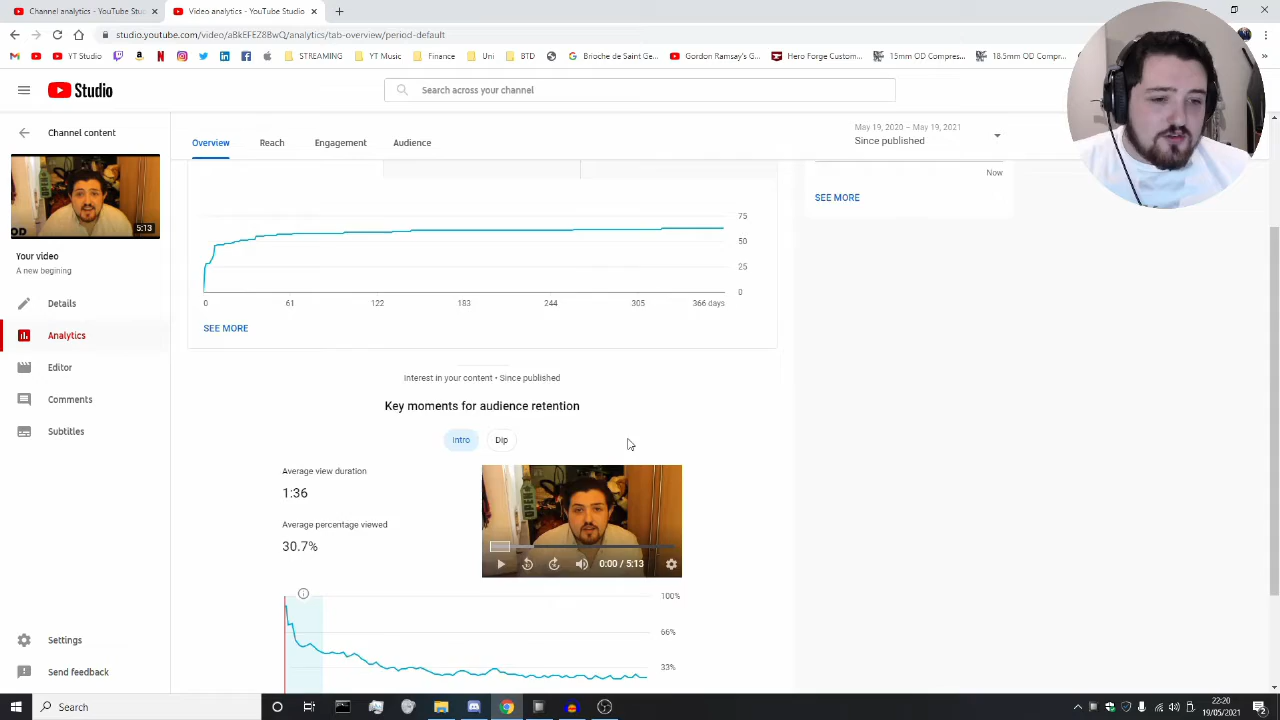 Channel analytics - YouTube Stud
Video analytics - YouTube Studio
studio.youtube.com/video/a8kEFEZ8BwQ/analytics/tab-overview/period-default
YT Studio
STREAMING
YT Music
Finance
Uni
BTD
Brioche de Saint Ge...
Gordon Ramsay's G...
Hero Forge Custom...
15mm OD Compres...
18.5mm OD Com...
Studio
Search across your channel
Channel content
5:13
OD
Your video
A new begining
Details
Analytics
Editor
Comments
Subtitles
Settings
Send feedback
Overview
Reach
Engagement
Audience
May 19, 2020 – May 19, 2021
Since published
Now
SEE MORE
75
50
25
0
0
61
122
183
244
305
366 days
SEE MORE
Interest in your content • Since published
Key moments for audience retention
Intro
Dip
Average view duration
1:36
Average percentage viewed
30.7%
0:00 / 5:13
100%
66%
33%
Search
22:20
19/05/2021
2